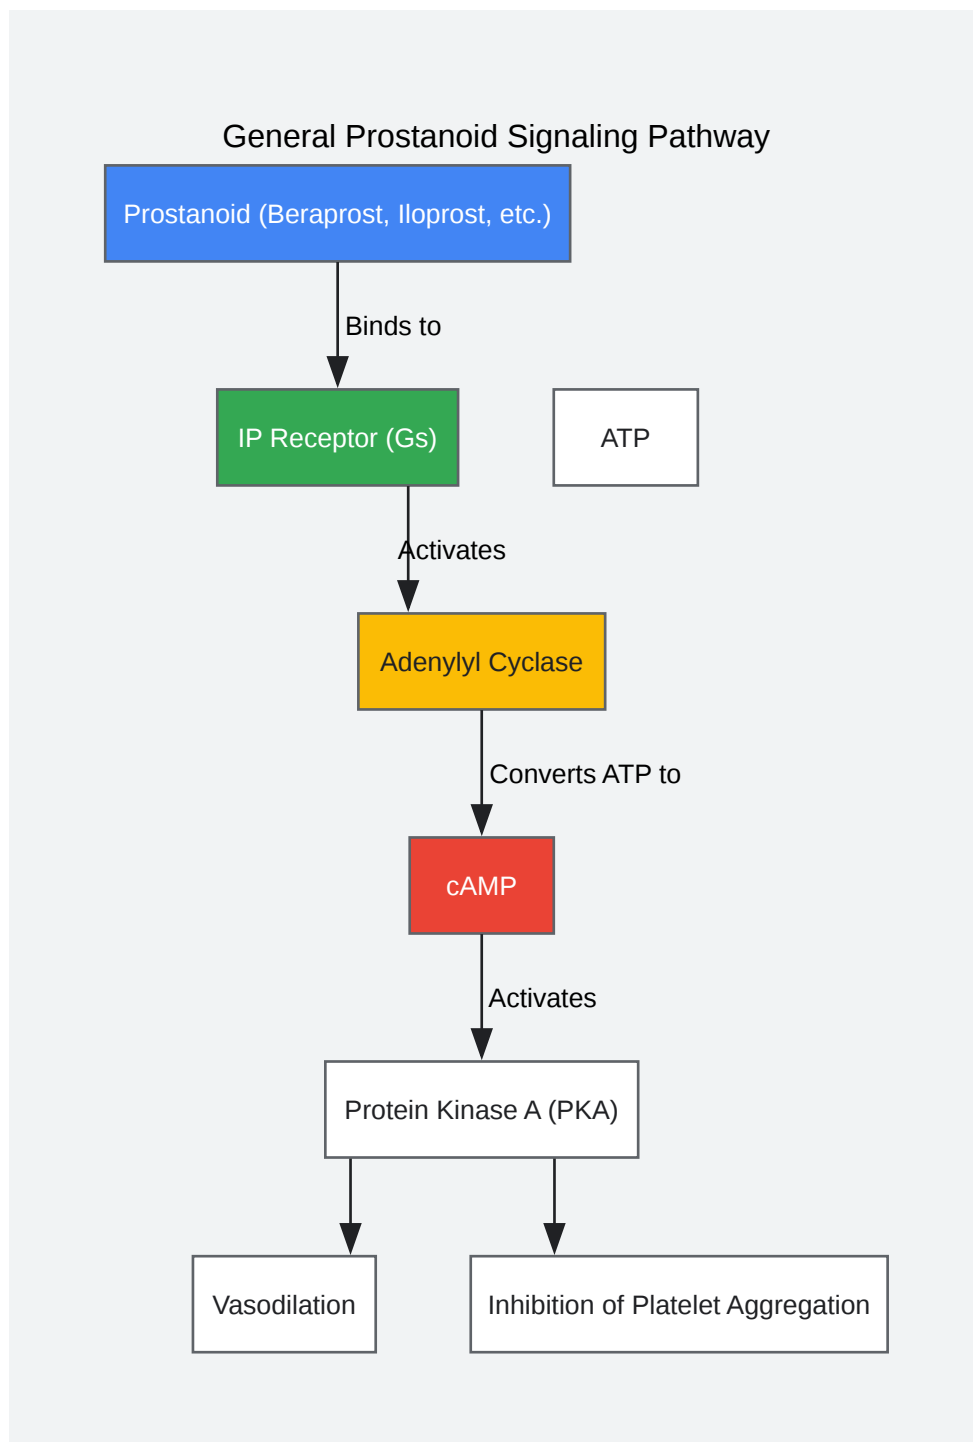 General Prostanoid Signaling Pathway
Prostanoid (Beraprost, Iloprost, etc.)
Binds to
IP Receptor (Gs)
ATP
Activates
Adenylyl Cyclase
Converts ATP to
cAMP
Activates
Protein Kinase A (PKA)
Vasodilation
Inhibition of Platelet Aggregation